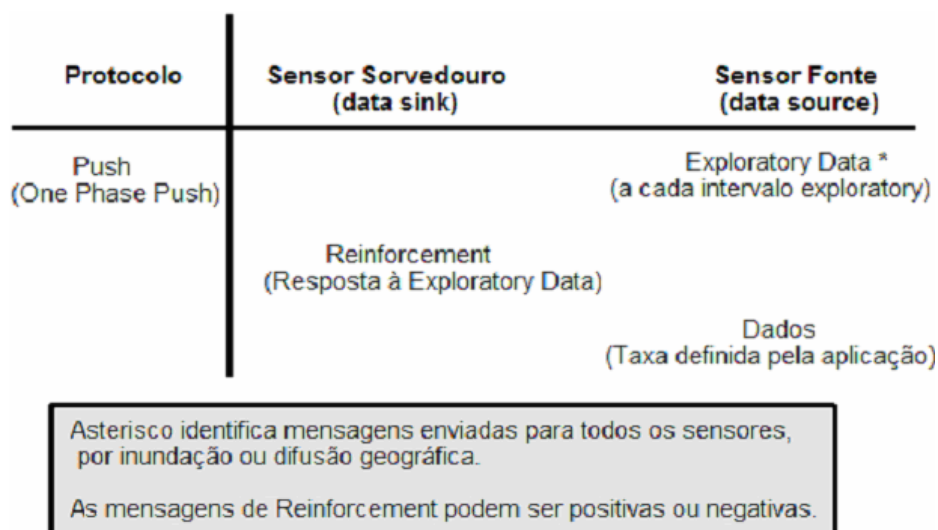 Protocolo
Sensor Sorvedouro
(data sink)
Sensor Fonte
(data source)
Push
(One Phase Push)
Exploratory Data *
(a cada intervalo exploratory)
Reinforcement
(Resposta à Exploratory Data)
Dados
(Taxa definida pela aplicação)
Asterisco identifica mensagens enviadas para todos os sensores,
por inundação ou difusão geográfica.
As mensagens de Reinforcement podem ser positivas ou negativas.